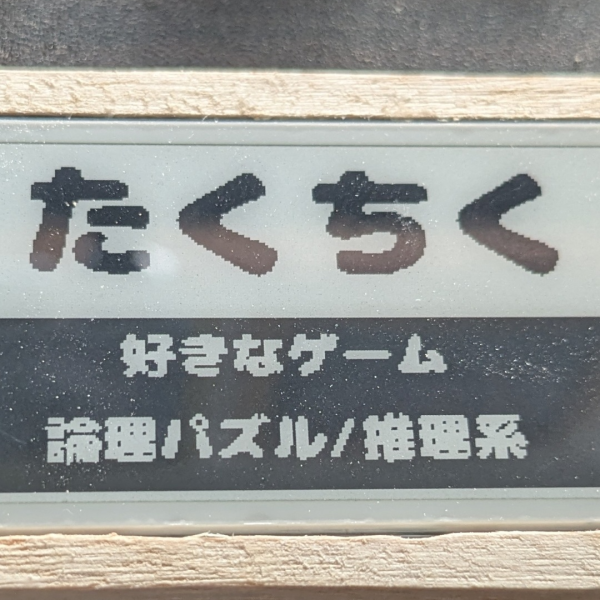 たくちく
好きなゲーム
論理パズル/推理系